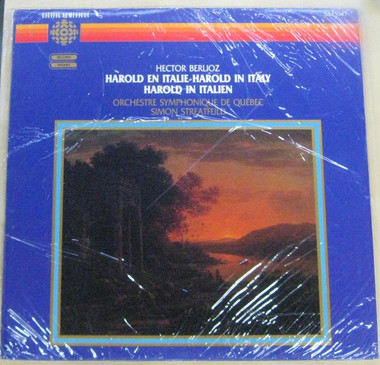 HECTOR BERLIOZ
HAROLD EN ITALIE-HAROLD IN ITALY
HAROLD IN ITALIEN
ORCHESTRE SYMPHONIQUE DE QUÉBEC
SIMON STREATFEILD